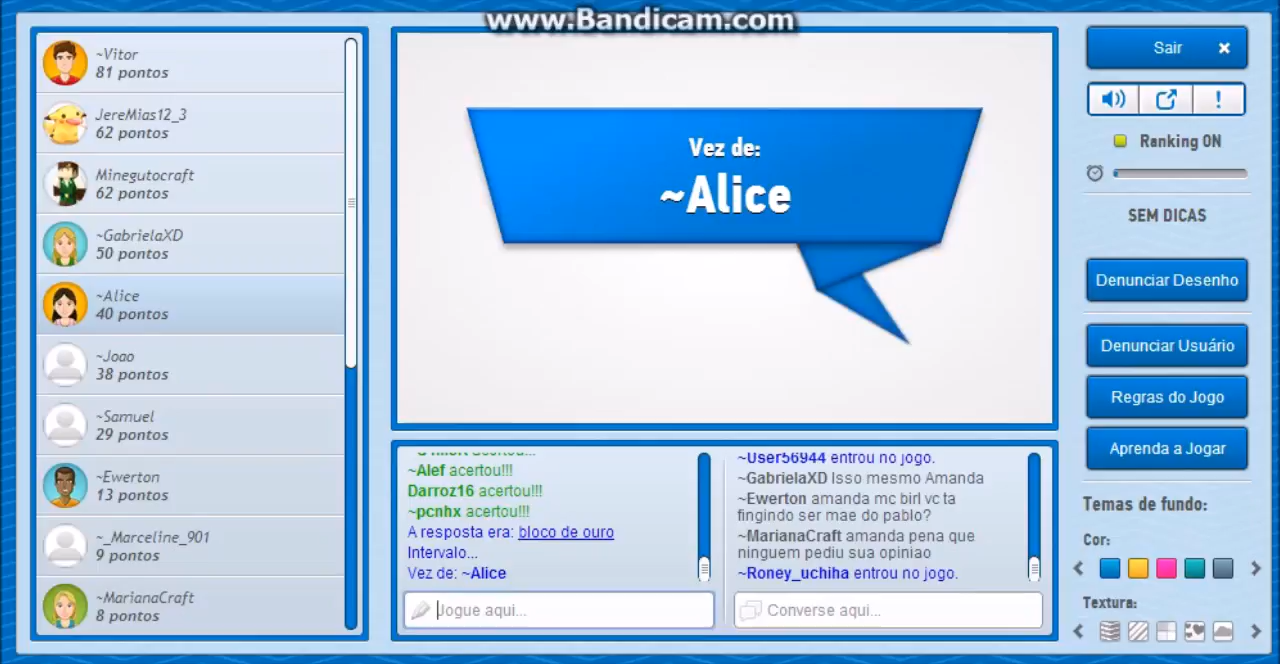 www.Bandicam.com
~Vitor
81 pontos
JereMias12_3
62 pontos
Minegutocraft
62 pontos
~GabrielaXD
50 pontos
~Alice
40 pontos
~Joao
38 pontos
~Samuel
29 pontos
~Ewerton
13 pontos
~_Marceline_901
9 pontos
~MarianaCraft
8 pontos
Vez de:
~Alice
acertou!!!
~Alef acertou!!!
Darroz16 acertou!!!
~pcnhx acertou!!!
A resposta era: bloco de ouro
Intervalo...
Vez de: ~Alice
Jogue aqui...
~User56944 entrou no jogo.
~GabrielaXD Isso mesmo Amanda
~Ewerton amanda mc birl vc ta
fingindo ser mae do pablo?
~MarianaCraft amanda pena que
ninguem pediu sua opiniao
~Roney_uchiha entrou no jogo.
Converse aqui...
Sair ×
!
Ranking ON
SEM DICAS
Denunciar Desenho
Denunciar Usuário
Regras do Jogo
Aprenda a Jogar
Temas de fundo:
Cor:
Textura: